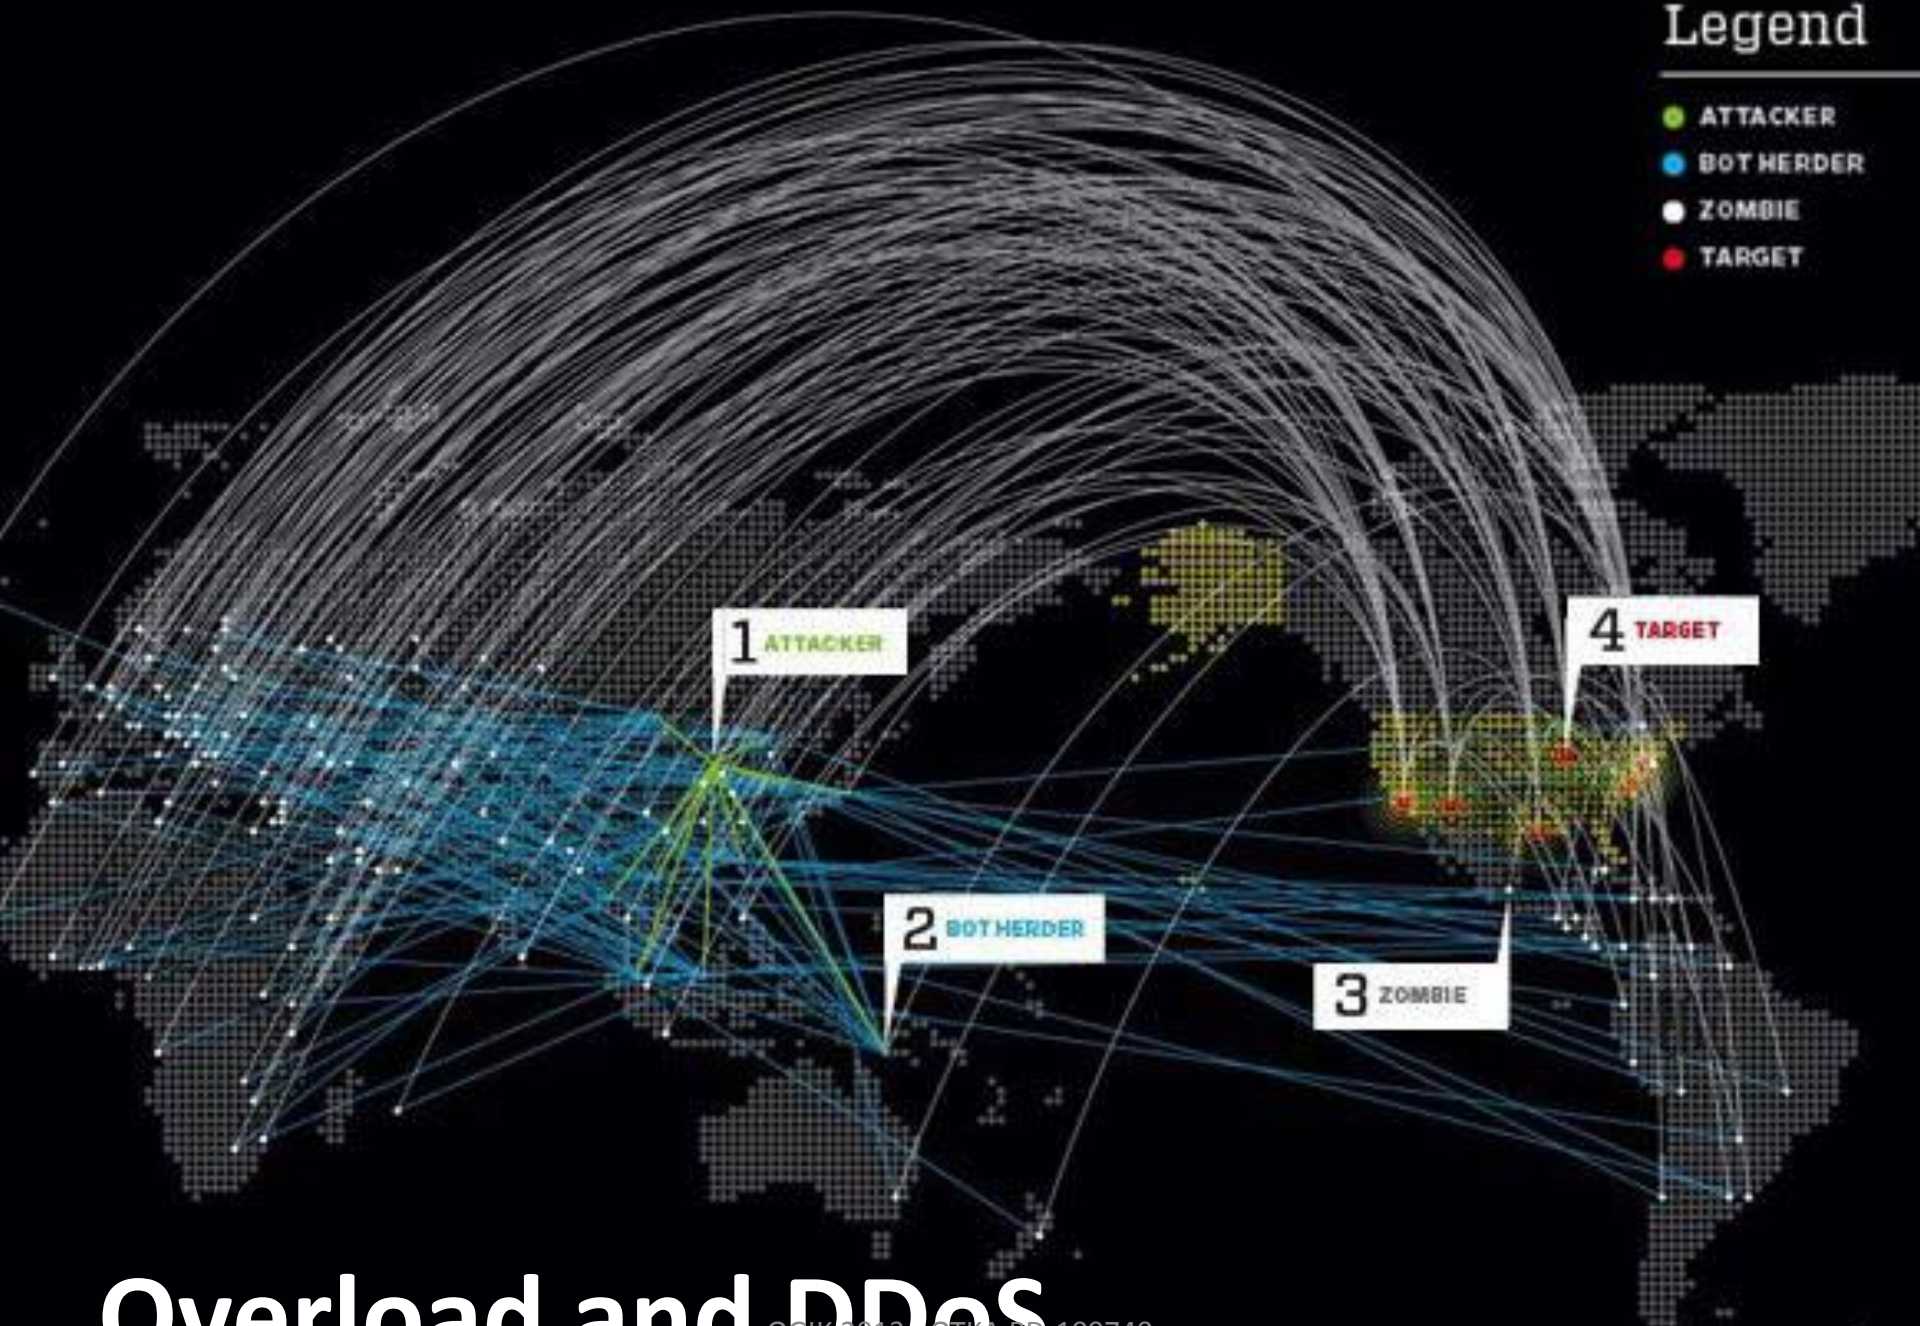 Legend
ATTACKER
BOT HERDER
ZOMBIE
TARGET
1 ATTACKER
4 TARGET
2 BOT HERDER
3 ZOMBIE
Overload and DDoS